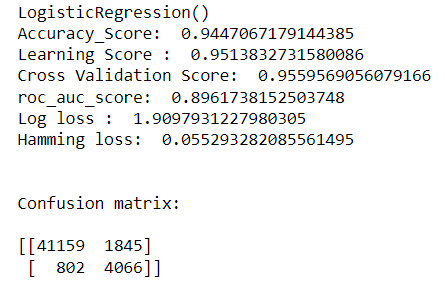 LogisticRegression()
Accuracy_Score:  0.9447067179144385
Learning Score :  0.9513832731580086
Cross Validation Score:  0.9559569056079166
roc_auc_score:  0.8961738152503748
Log loss :  1.9097931227980305
Hamming loss:  0.055293282085561495
Confusion matrix:
[[41159  1845]
 [  802  4066]]